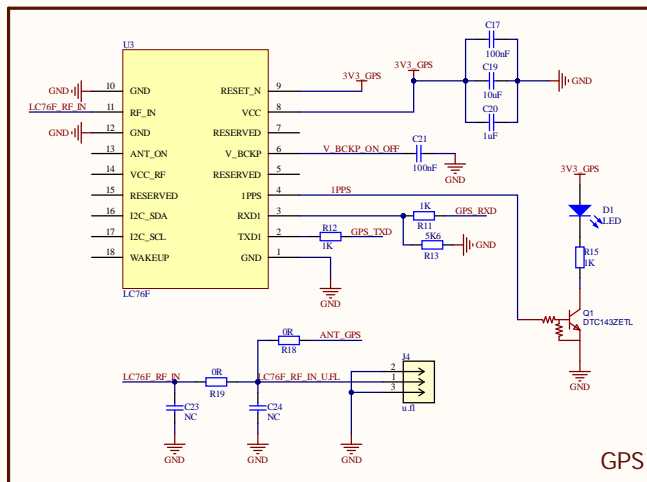 U3
GND 10 GND RESET_N 9 3V3_GPS
LC76F_RF_IN 11 RF_IN VCC 8 3V3_GPS
GND 12 GND RESERVED 7
13 ANT_ON V_BCKP 6 V_BCKP_ON_OFF
14 VCC_RF RESERVED 5
15 RESERVED 1PPS 4 1PPS
16 I2C_SDA RXD1 3
17 I2C_SCL TXD1 2
18 WAKEUP GND 1
LC76F
GND
C17
100nF
C19
10uF
C20
1uF
GND
C21
100nF
GND
1K
R11
GPS_RXD
5K6
R13
GND
R12
1K
GPS_TXD
3V3_GPS
D1
LED
R15
1K
Q1
DTC143ZETL
GND
0R
R18
ANT_GPS
LC76F_RF_IN
0R
R19
LC76F_RF_IN_U.FL
C23
NC
GND
C24
NC
GND
J4
2
1
3
u.fl
GND
GPS